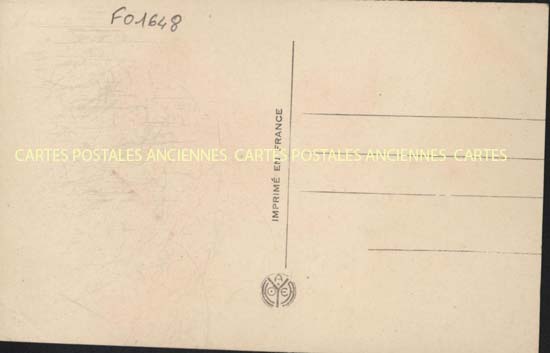 F01648
CARTES POSTALES ANCIENNES CARTES POSTALES ANCIENNES CARTES
IMPRIMÉ EN FRANCE